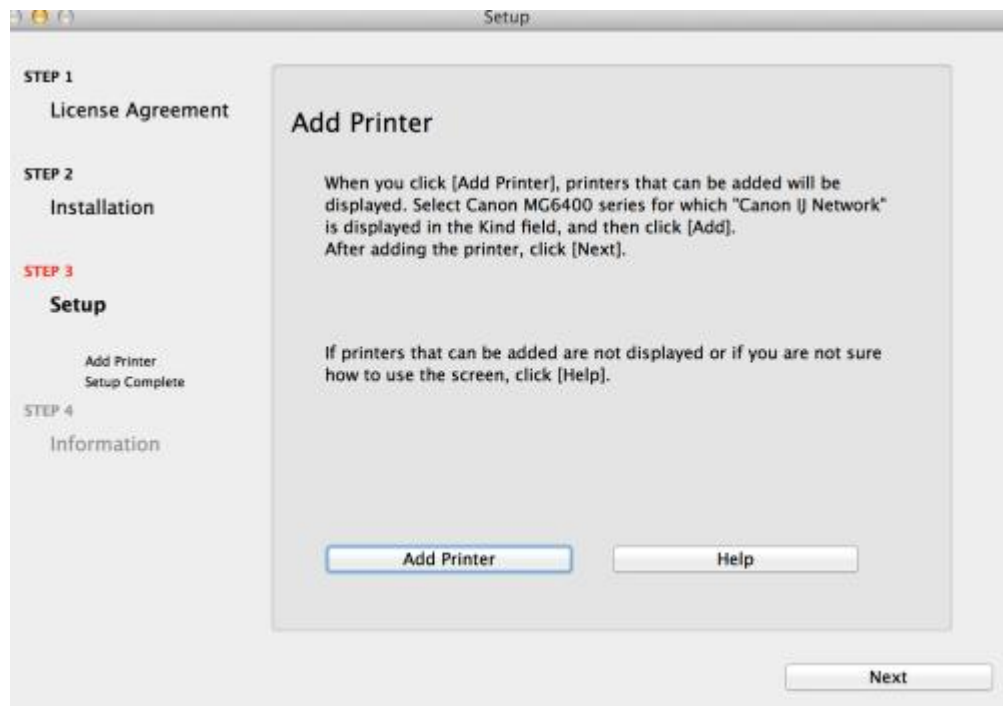 Setup
STEP 1
License Agreement
STEP 2
Installation
STEP 3
Setup
Add Printer
Setup Complete
STEP 4
Information
Add Printer
When you click [Add Printer], printers that can be added will be
displayed. Select Canon MG6400 series for which "Canon IJ Network"
is displayed in the Kind field, and then click [Add].
After adding the printer, click [Next].
If printers that can be added are not displayed or if you are not sure
how to use the screen, click [Help].
Add Printer
Help
Next